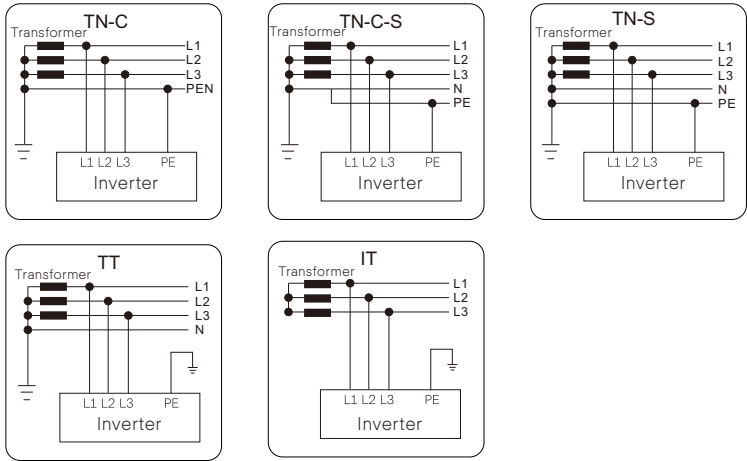 TN-C
Transformer
L1
L2
L3
PEN
L1 L2 L3 PE
Inverter
TN-C-S
Transformer
L1
L2
L3
N
PE
L1 L2 L3 PE
Inverter
TN-S
Transformer
L1
L2
L3
N
PE
L1 L2 L3 PE
Inverter
TT
Transformer
L1
L2
L3
N
L1 L2 L3 PE
Inverter
IT
Transformer
L1
L2
L3
L1 L2 L3 PE
Inverter